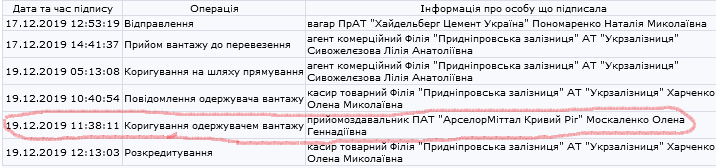 Дата та час підпису Операція Інформація про особу що підписала
17.12.2019 12:53:19 Відправлення вагар ПрАТ "Хайдельберг Цемент Україна" Пономаренко Наталія Миколаївна
17.12.2019 14:41:37 Прийом вантажу до перевезення агент комерційний Філія "Придніпровська залізниця" АТ "Укрзалізниця"
Сивожелєзова Лілія Анатоліївна
19.12.2019 05:13:08 Коригування на шляху прямування агент комерційний Філія "Придніпровська залізниця" АТ "Укрзалізниця"
Сивожелєзова Лілія Анатоліївна
19.12.2019 10:40:54 Повідомлення одержувача вантажу касир товарний Філія "Придніпровська залізниця" АТ "Укрзалізниця" Харченко
Олена Миколаївна
19.12.2019 11:38:11 Коригування одержувачем вантажу прийомоздавальник ПАТ "АрселорМіттал Кривий Ріг" Москаленко Олена
Геннадіївна
19.12.2019 12:13:03 Розкредитування касир товарний Філія "Придніпровська залізниця" АТ "Укрзалізниця" Харченко
Олена Миколаївна